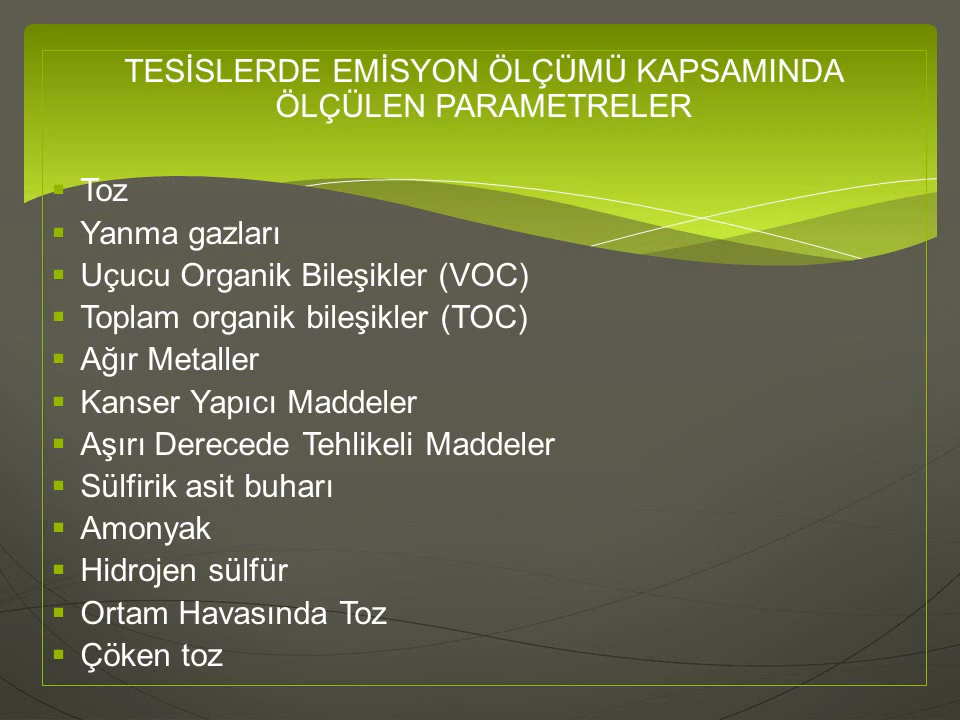 TESİSLERDE EMİSYON ÖLÇÜMÜ KAPSAMINDA
ÖLÇÜLEN PARAMETRELER
Toz
Yanma gazları
Uçucu Organik Bileşikler (VOC)
Toplam organik bileşikler (TOC)
Ağır Metaller
Kanser Yapıcı Maddeler
Aşırı Derecede Tehlikeli Maddeler
Sülfirik asit buharı
Amonyak
Hidrojen sülfür
Ortam Havasında Toz
Çöken toz